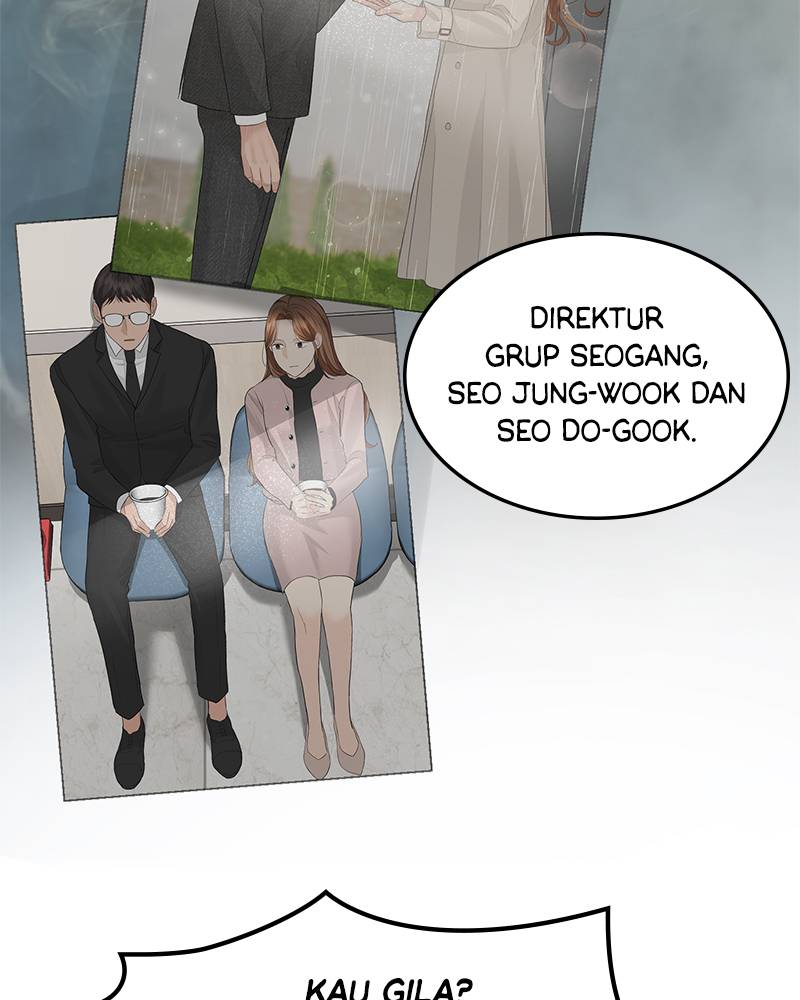 DIREKTUR
GRUP SEOGANG,
SEO JUNG-WOOK DAN
SEO DO-GOOK.
KAU GILA?